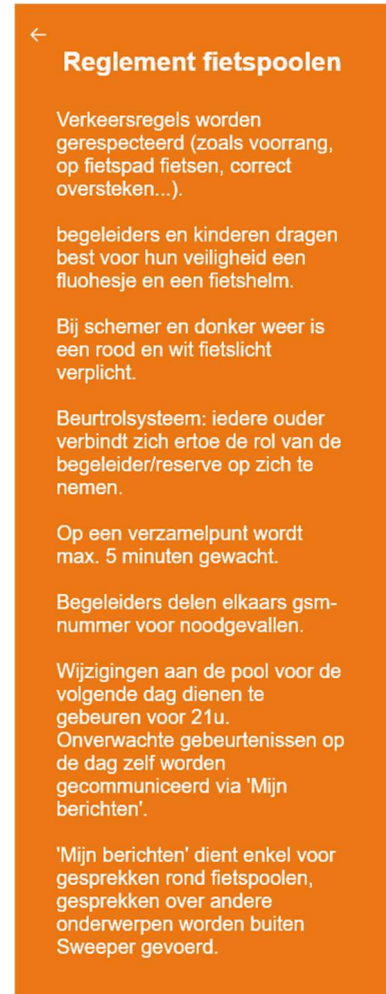 Reglement fietspoolen
Verkeersregels worden
gerespecteerd (zoals voorrang,
op fietspad fietsen, correct
oversteken...).
begeleiders en kinderen dragen
best voor hun veiligheid een
fluohesje en een fietshelm.
Bij schemer en donker weer is
een rood en wit fietslicht
verplicht.
Beurtrolsysteem: iedere ouder
verbindt zich ertoe de rol van de
begeleider/reserve op zich te
nemen.
Op een verzamelpunt wordt
max. 5 minuten gewacht.
Begeleiders delen elkaars gsm-
nummer voor noodgevallen.
Wijzigingen aan de pool voor de
volgende dag dienen te
gebeuren voor 21u.
Onverwachte gebeurtenissen op
de dag zelf worden
gecommuniceerd via 'Mijn
berichten'.
'Mijn berichten' dient enkel voor
gesprekken rond fietspoolen,
gesprekken over andere
onderwerpen worden buiten
Sweeper gevoerd.